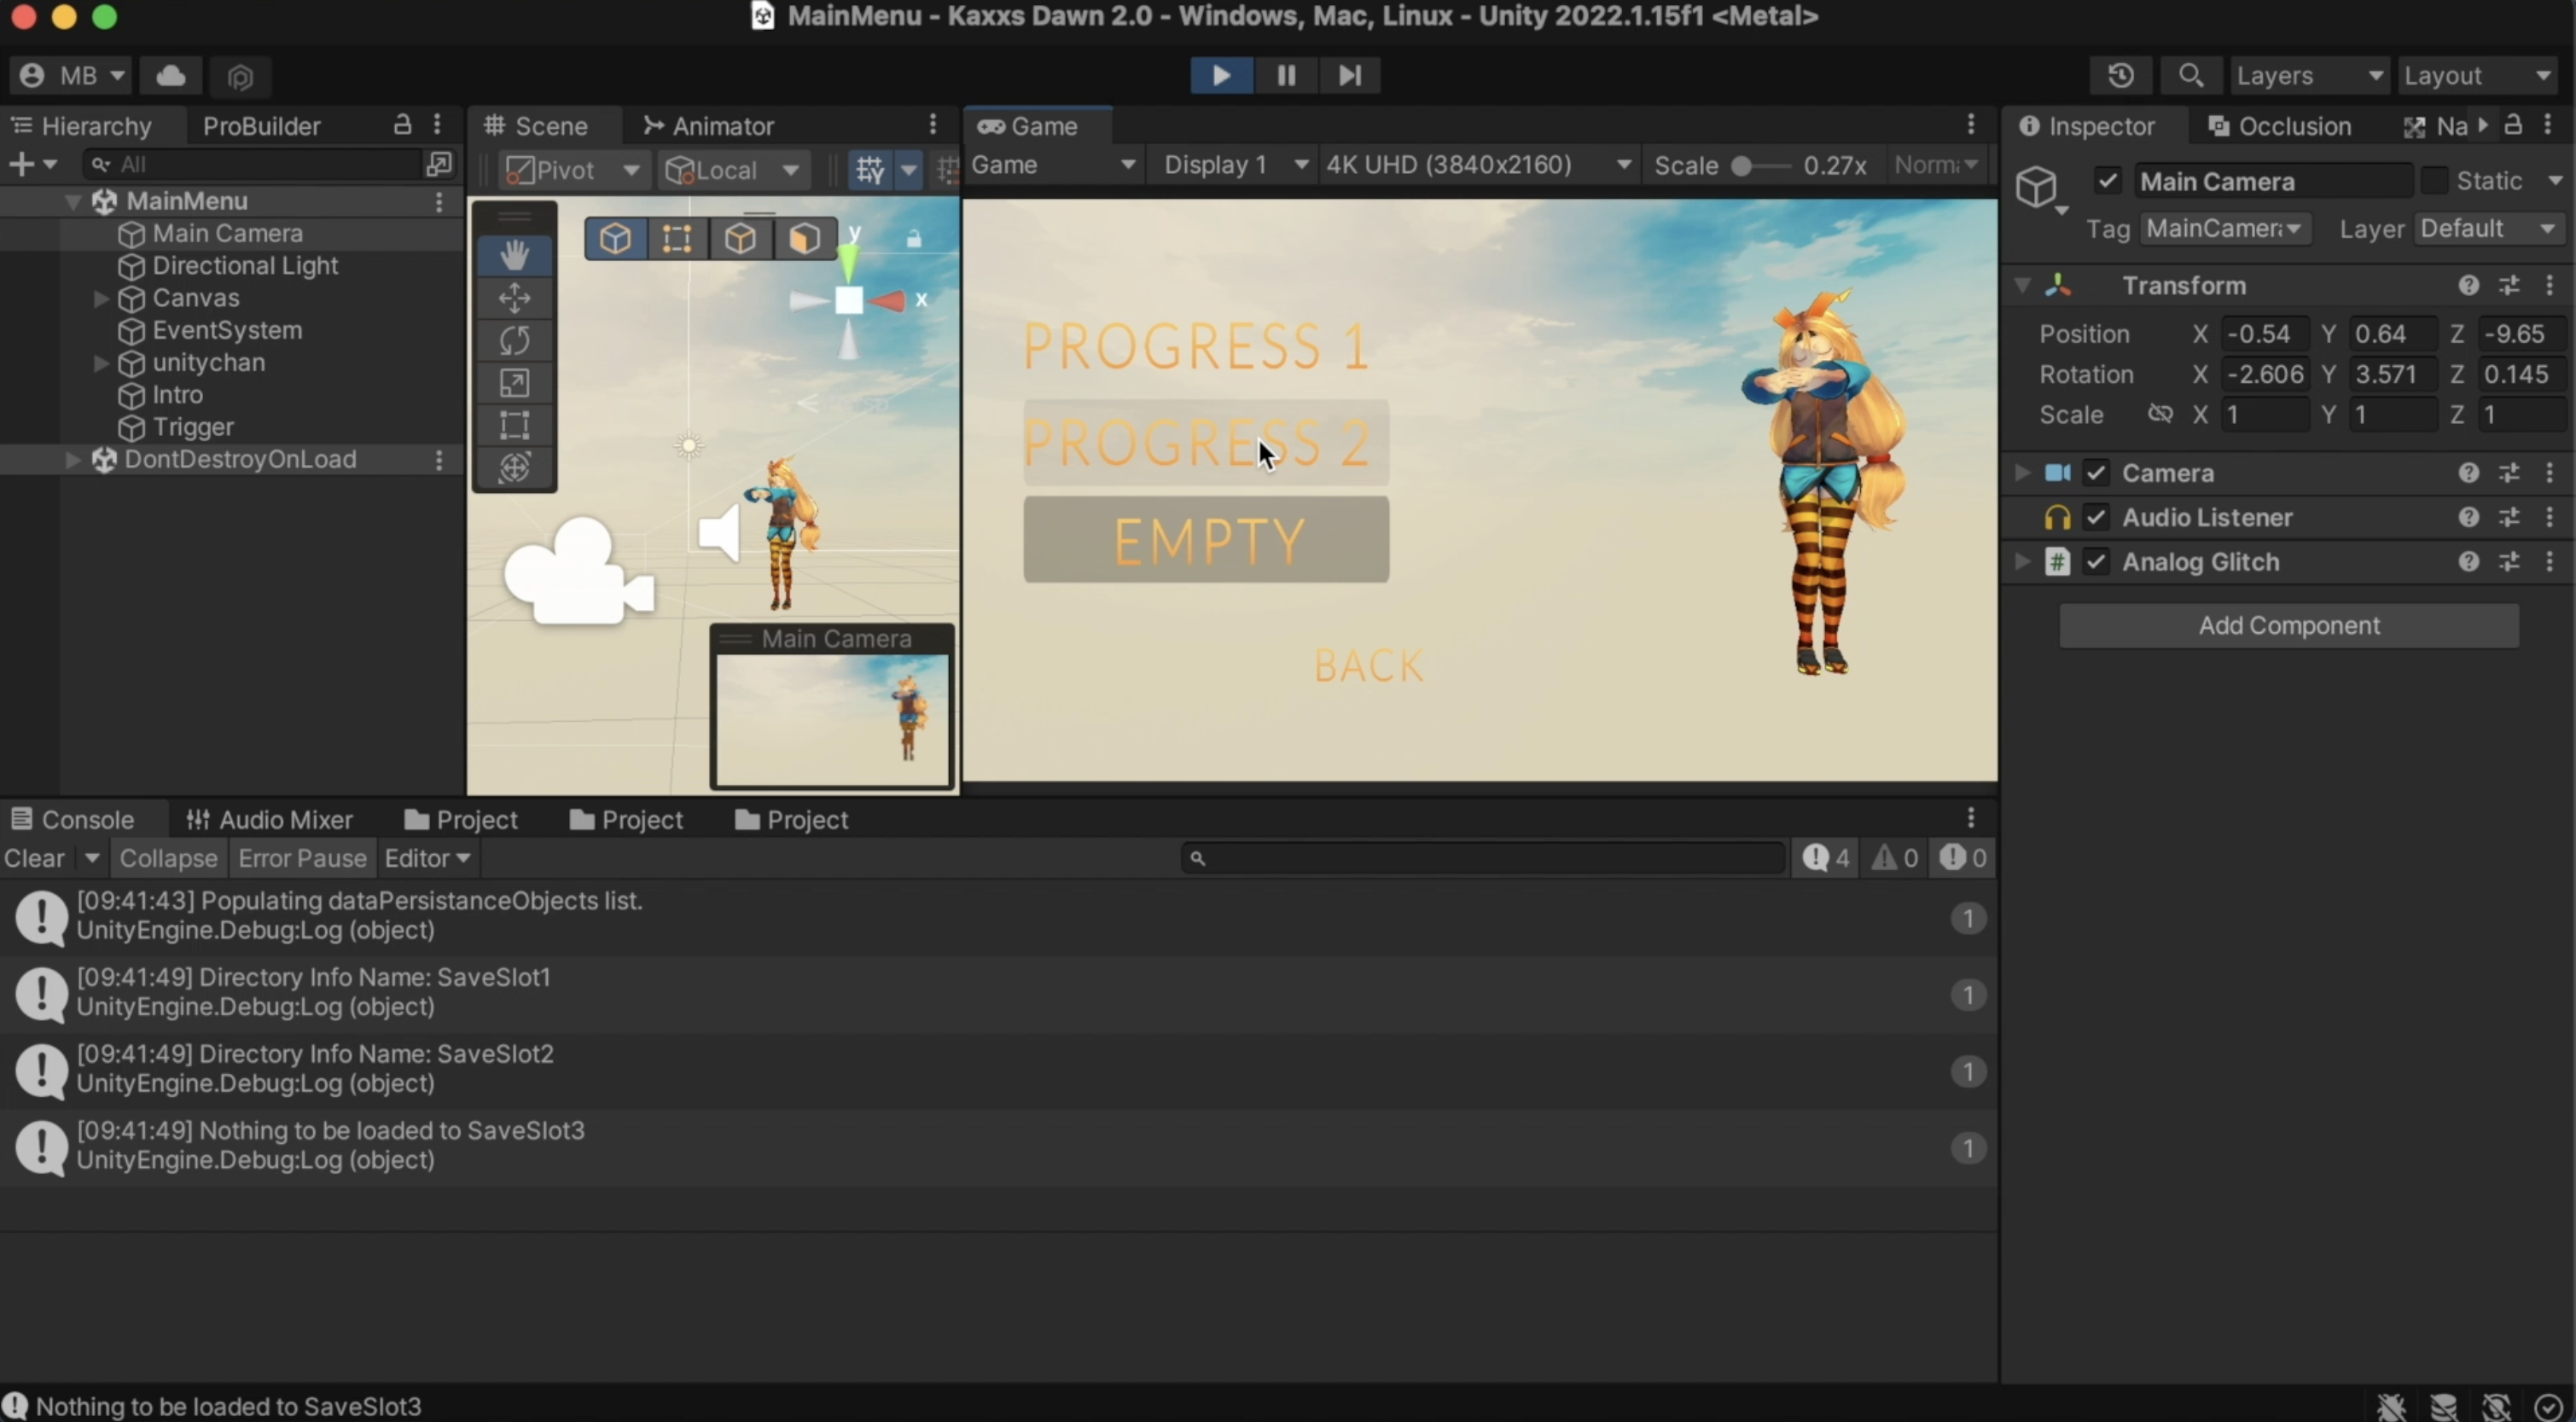 MainMenu - Kaxxs Dawn 2.0 - Windows, Mac, Linux - Unity 2022.1.15f1 <Metal>
MB
Layers
Layout
Hierarchy
ProBuilder
All
MainMenu
Main Camera
Directional Light
Canvas
EventSystem
unitychan
Intro
Trigger
DontDestroyOnLoad
Scene
Animator
Pivot
Local
y
x
Main Camera
Game
Game
Display 1
4K UHD (3840x2160)
Scale
0.27x
PROGRESS 1
PROGRESS 2
EMPTY
BACK
Inspector
Occlusion
Na
Main Camera
Static
Tag
MainCamera
Layer
Default
Transform
Position X -0.54 Y 0.64 Z -9.65
Rotation X -2.606 Y 3.571 Z 0.145
Scale X 1 Y 1 Z 1
Camera
Audio Listener
# Analog Glitch
Add Component
Console
Audio Mixer
Project
Project
Project
Clear
Collapse
Error Pause
Editor
4
0
0
[09:41:43] Populating dataPersistanceObjects list.
UnityEngine.Debug:Log (object)
1
[09:41:49] Directory Info Name: SaveSlot1
UnityEngine.Debug:Log (object)
1
[09:41:49] Directory Info Name: SaveSlot2
UnityEngine.Debug:Log (object)
1
[09:41:49] Nothing to be loaded to SaveSlot3
UnityEngine.Debug:Log (object)
1
Nothing to be loaded to SaveSlot3